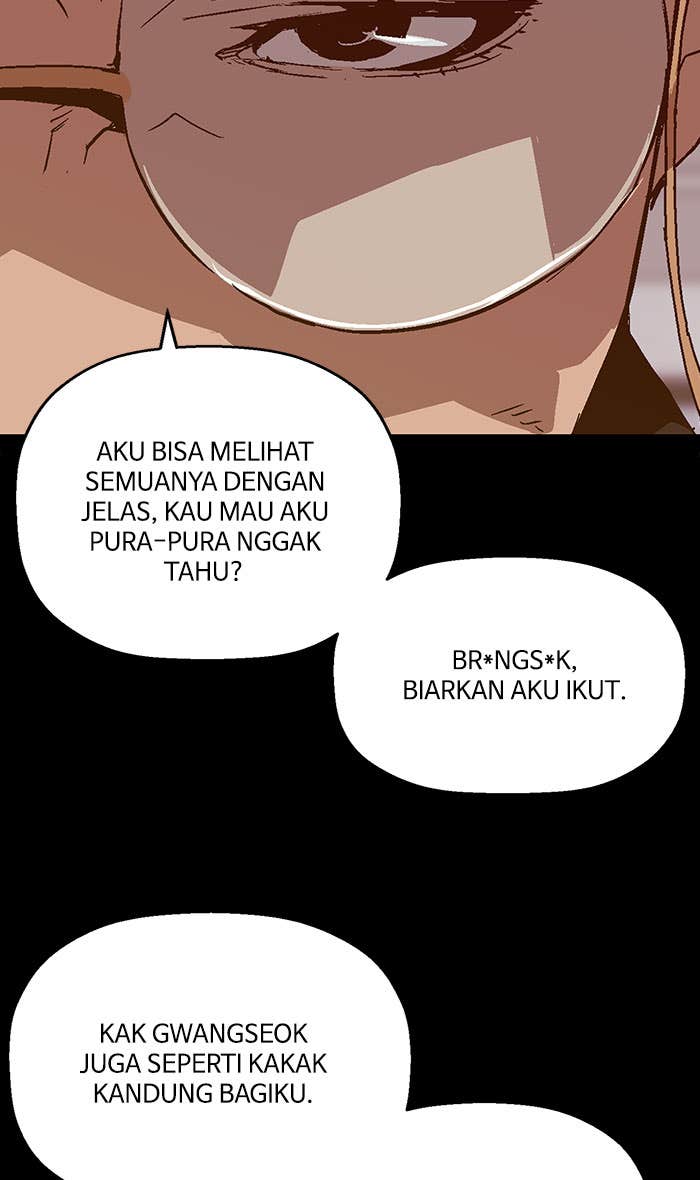 AKU BISA MELIHAT
SEMUANYA DENGAN
JELAS, KAU MAU AKU
PURA-PURA NGGAK
TAHU?
BR*NGS*K,
BIARKAN AKU IKUT.
KAK GWANGSEOK
JUGA SEPERTI KAKAK
KANDUNG BAGIKU.